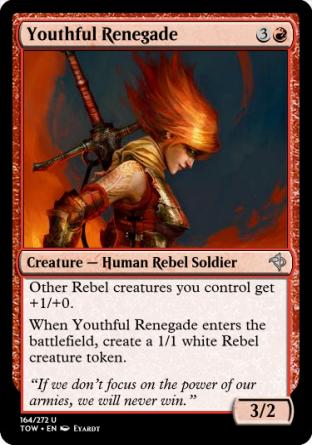 Youthful Renegade 3
Creature — Human Rebel Soldier
Other Rebel creatures you control get
+1/+0.
When Youthful Renegade enters the
battlefield, create a 1/1 white Rebel
creature token.
“If we don't focus on the power of our
armies, we will never win.”
3/2
164/272 U
TOW • EN Eyardt